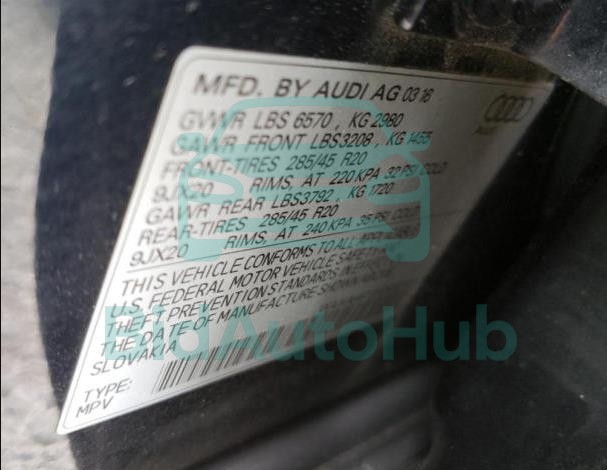 MFD. BY AUDI AG 03 16
GVWR LBS 6570, KG 2980
GAWR FRONT LBS3208, KG 1455
FRONT-TIRES 285/45 R20
9JX20 RIMS, AT 220 KPA 32 PSI COLD
GAWR REAR LBS3792, KG 1720
REAR-TIRES 285/45 R20
9JX20 RIMS, AT 240 KPA 35 PSI COLD
THIS VEHICLE CONFORMS TO ALL
U.S. FEDERAL MOTOR VEHICLE SAFETY
THEFT PREVENTION STANDARDS IN EFFECT
THE DATE OF MANUFACTURE SHOWN
SLOVAKIA
TYPE:
MPV
BidAutoHub